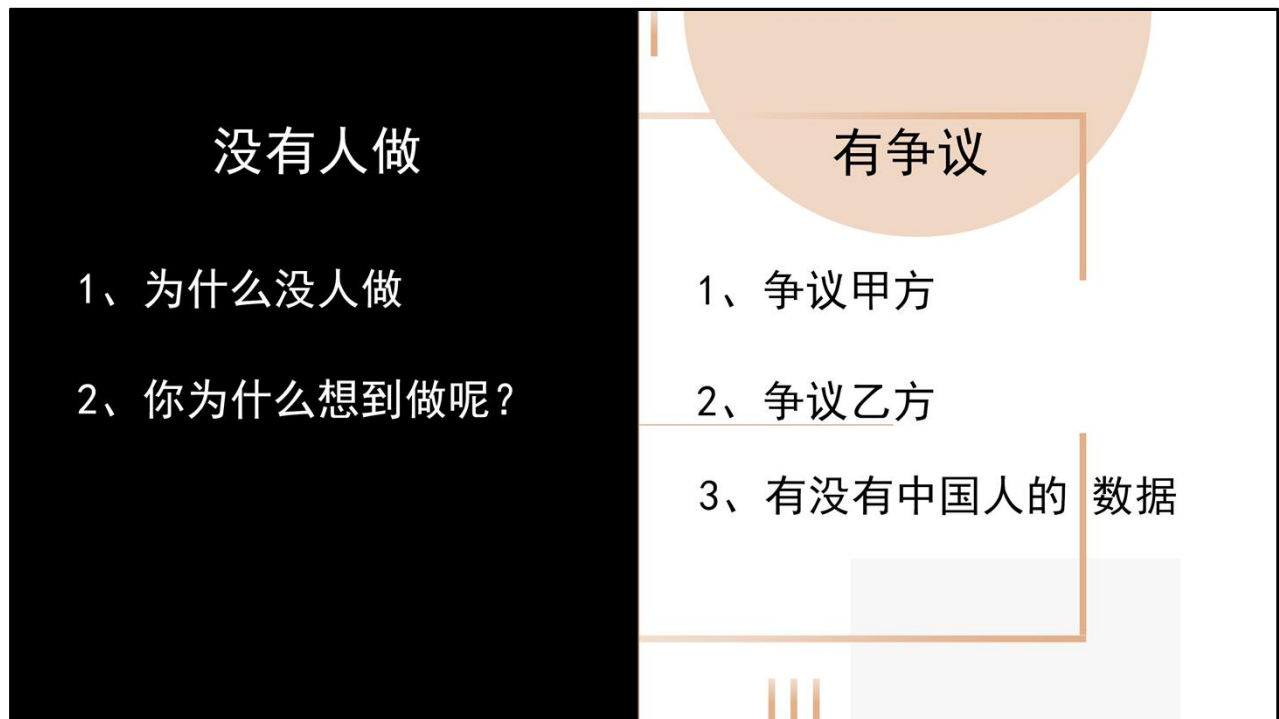 没有人做
1、为什么没人做
2、你为什么想到做呢?
有争议
1、争议甲方
2、争议乙方
3、有没有中国人的 数据